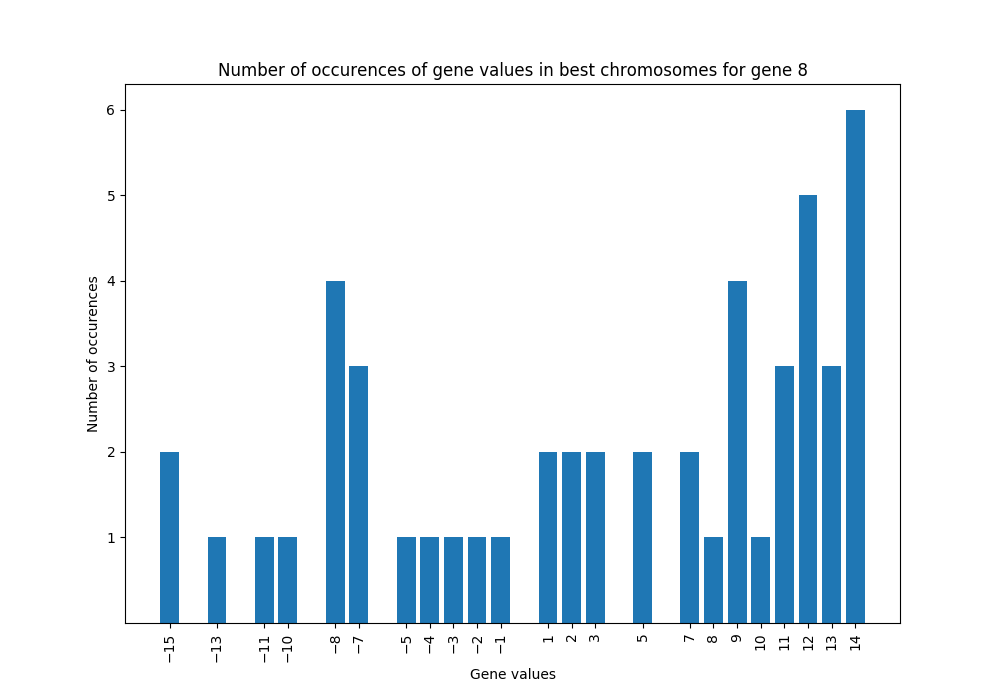 Number of occurences of gene values in best chromosomes for gene 8
6
5
4
3
2
1
Number of occurences
−15 −13 −11 −10 −8 −7 −5 −4 −3 −2 −1 1 2 3 5 7 8 9 10 11 12 13 14
Gene values